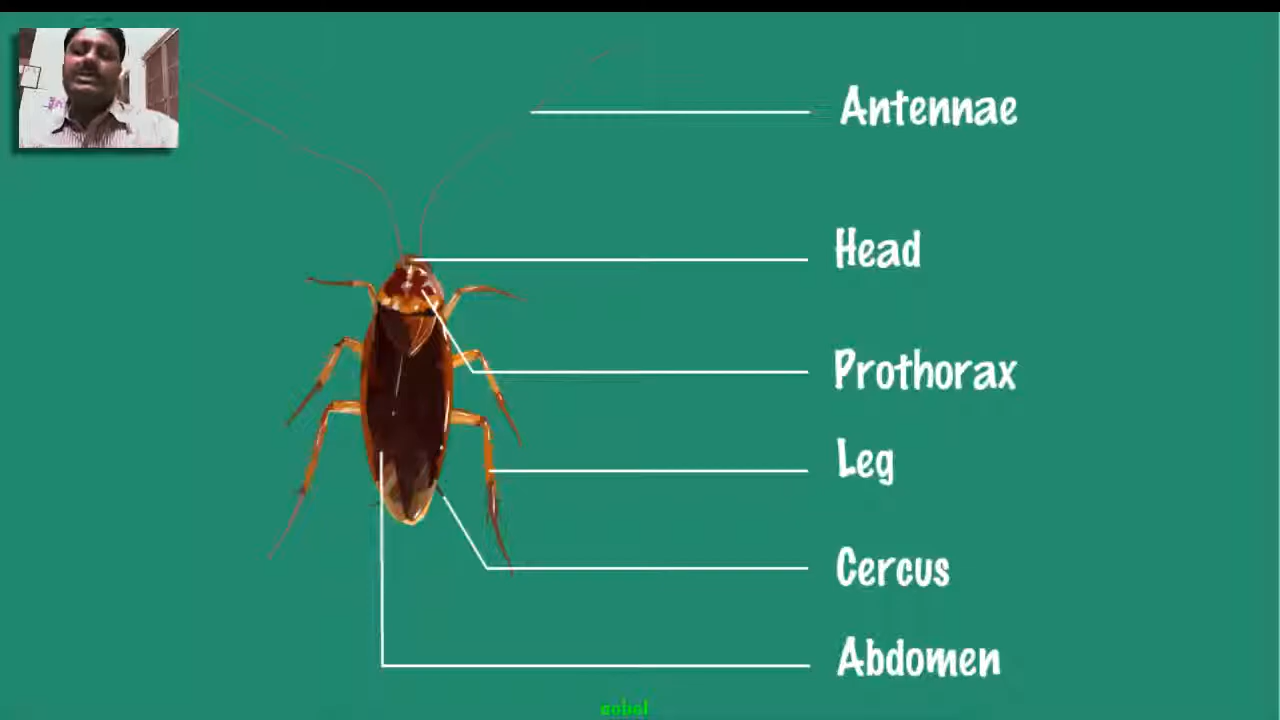 Antennae
Head
Prothorax
Leg
Cercus
Abdomen